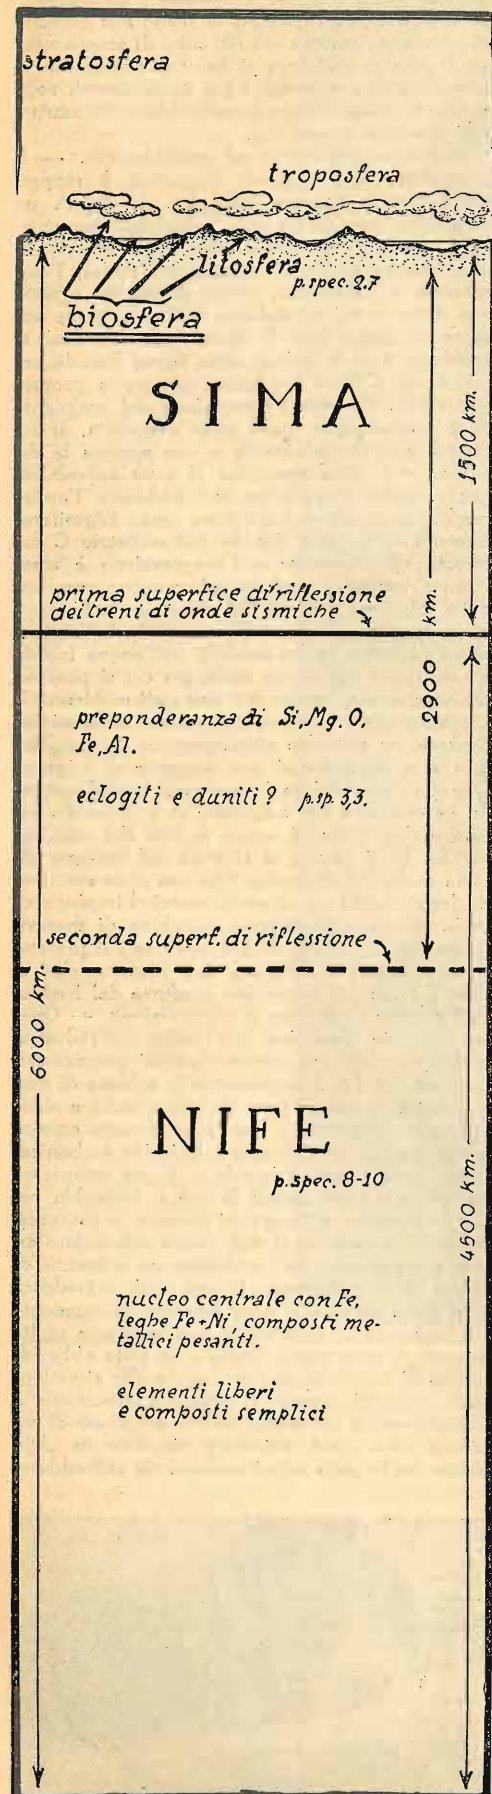 stratosfera
troposfera
litosfera
p.spec. 2.7
biosfera
SIMA
1500 km.
prima superfice di riflessione
dei treni di onde sismiche
2900 km.
preponderanza di Si, Mg. O,
Fe, Al.
eclogiti e duniti? p.sp. 3,3.
seconda superf. di riflessione
6000 km.
NIFE
p.spec. 8-10
4500 km.
nucleo centrale con Fe,
leghe Fe+Ni, composti me-
tallici pesanti.
elementi liberi
e composti semplici